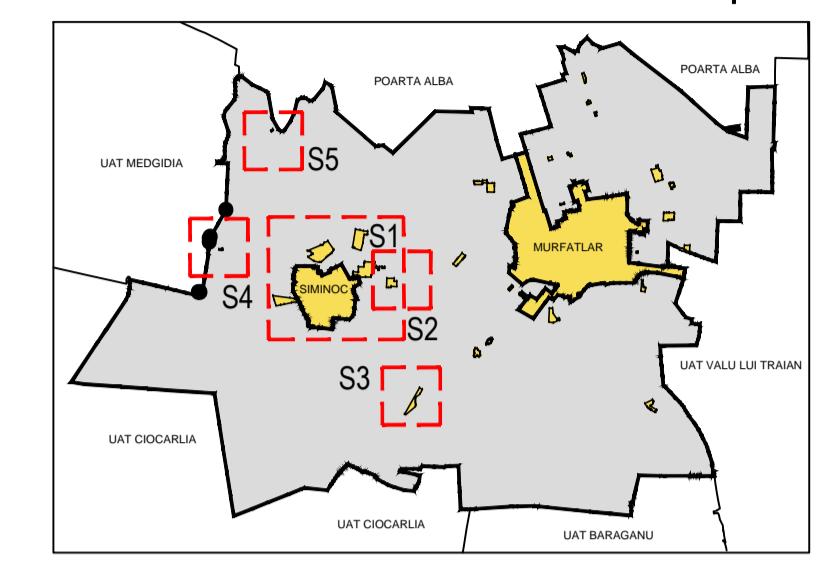 POARTA ALBA
POARTA ALBA
UAT MEDGIDIA
S5
S1
MURFATLAR
SIMINOC
S4
S2
UAT VALU LUI TRAIAN
S3
UAT CIOCARLIA
UAT CIOCARLIA
UAT BARAGANU